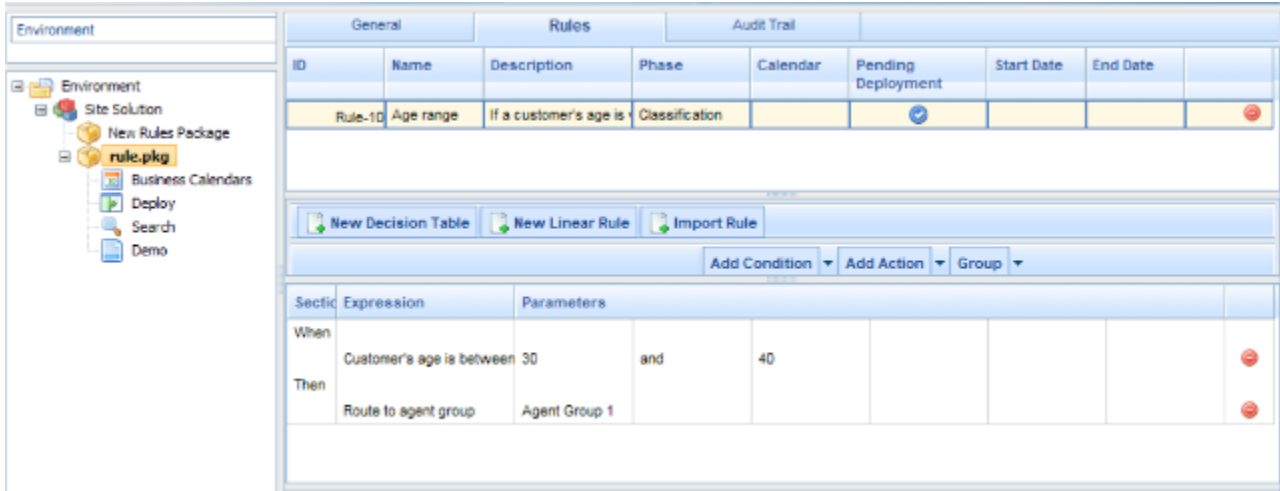 Environment
Environment
Site Solution
New Rules Package
rule.pkg
Business Calendars
Deploy
Search
Demo
General Rules Audit Trail
ID Name Description Phase Calendar Pending Deployment Start Date End Date
Rule-10 Age range If a customer's age is Classification
New Decision Table New Linear Rule Import Rule
Add Condition Add Action Group
Sectio Expression Parameters
When
Customer's age is between 30 and 40
Then
Route to agent group Agent Group 1